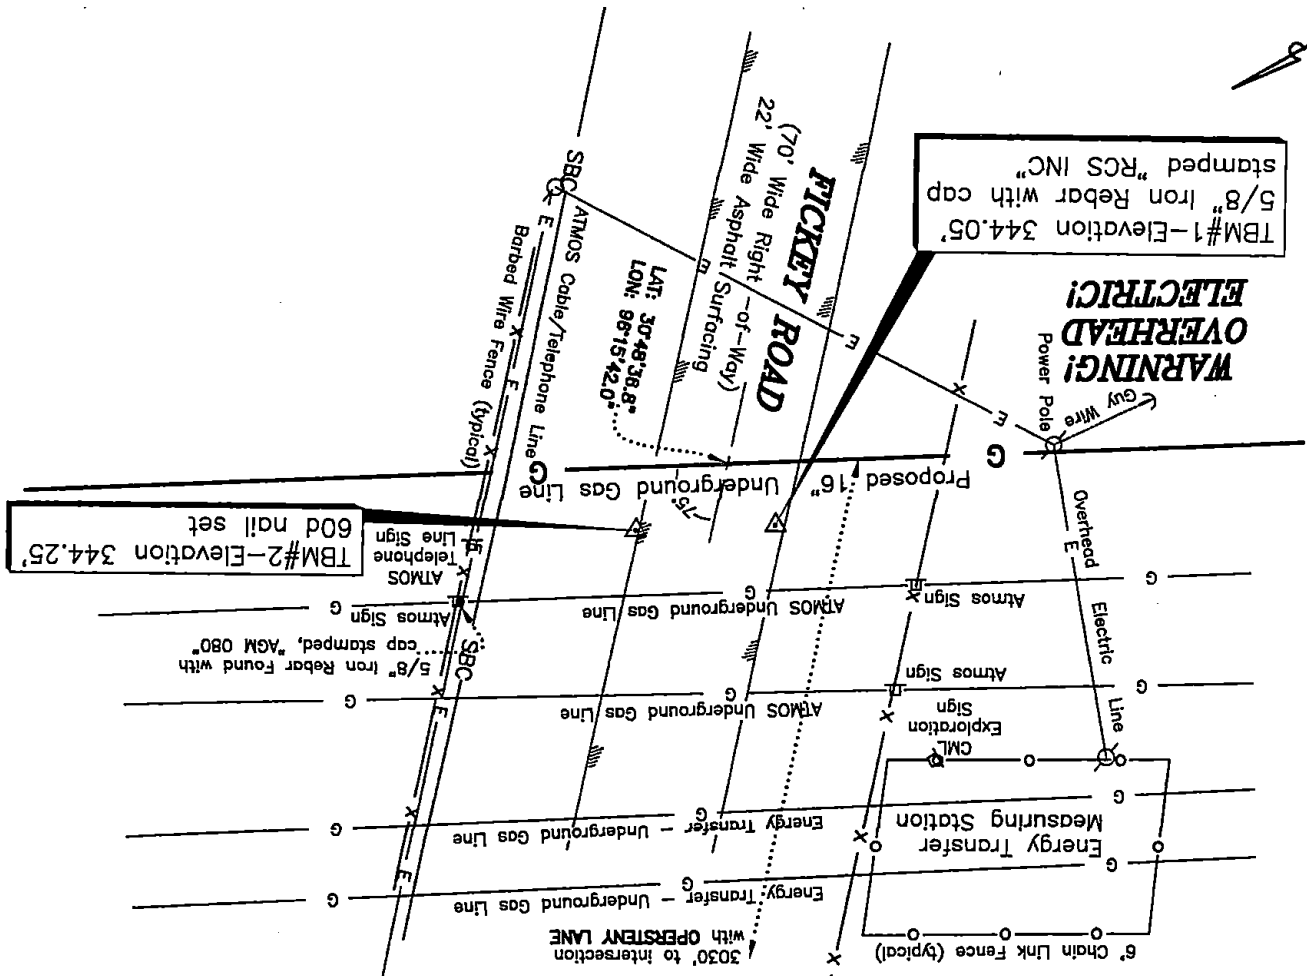 3030' to intersection
with OPERSTENY LANE
6' Chain Link Fence (typical)
Energy Transfer - Underground Gas Line
G
G
G
Energy Transfer
Measuring Station
Energy Transfer - Underground Gas Line
G
G
G
CML
Exploration
Sign
Atmos Sign
ATMOS Underground Gas Line
G
G
G
5/8" Iron Rebar Found with
cap stamped, "AGM 080"
SBC
Atmos Sign
Atmos Sign
ATMOS Underground Gas Line
G
G
G
ATMOS
Telephone
Line Sign
TBM#2-Elevation 344.25'
60d nail set
Overhead Electric Line
E
Proposed 16" Underground Gas Line
75°
G
G
Power Pole
Guy Wire
WARNING!
OVERHEAD
ELECTRIC!
TBM#1-Elevation 344.05'
5/8" Iron Rebar with cap
stamped "RCS INC"
FICKEY ROAD
(70' Wide Right-of-Way)
22' Wide Asphalt Surfacing
LAT: 30°48'38.8"
LON: 96°15'42.0"
E
E
E
ATMOS Cable/Telephone Line
SBC
Barbed Wire Fence (typical)
X
X
X
X
X
X
X
X
X
X
X
E
E
E
E